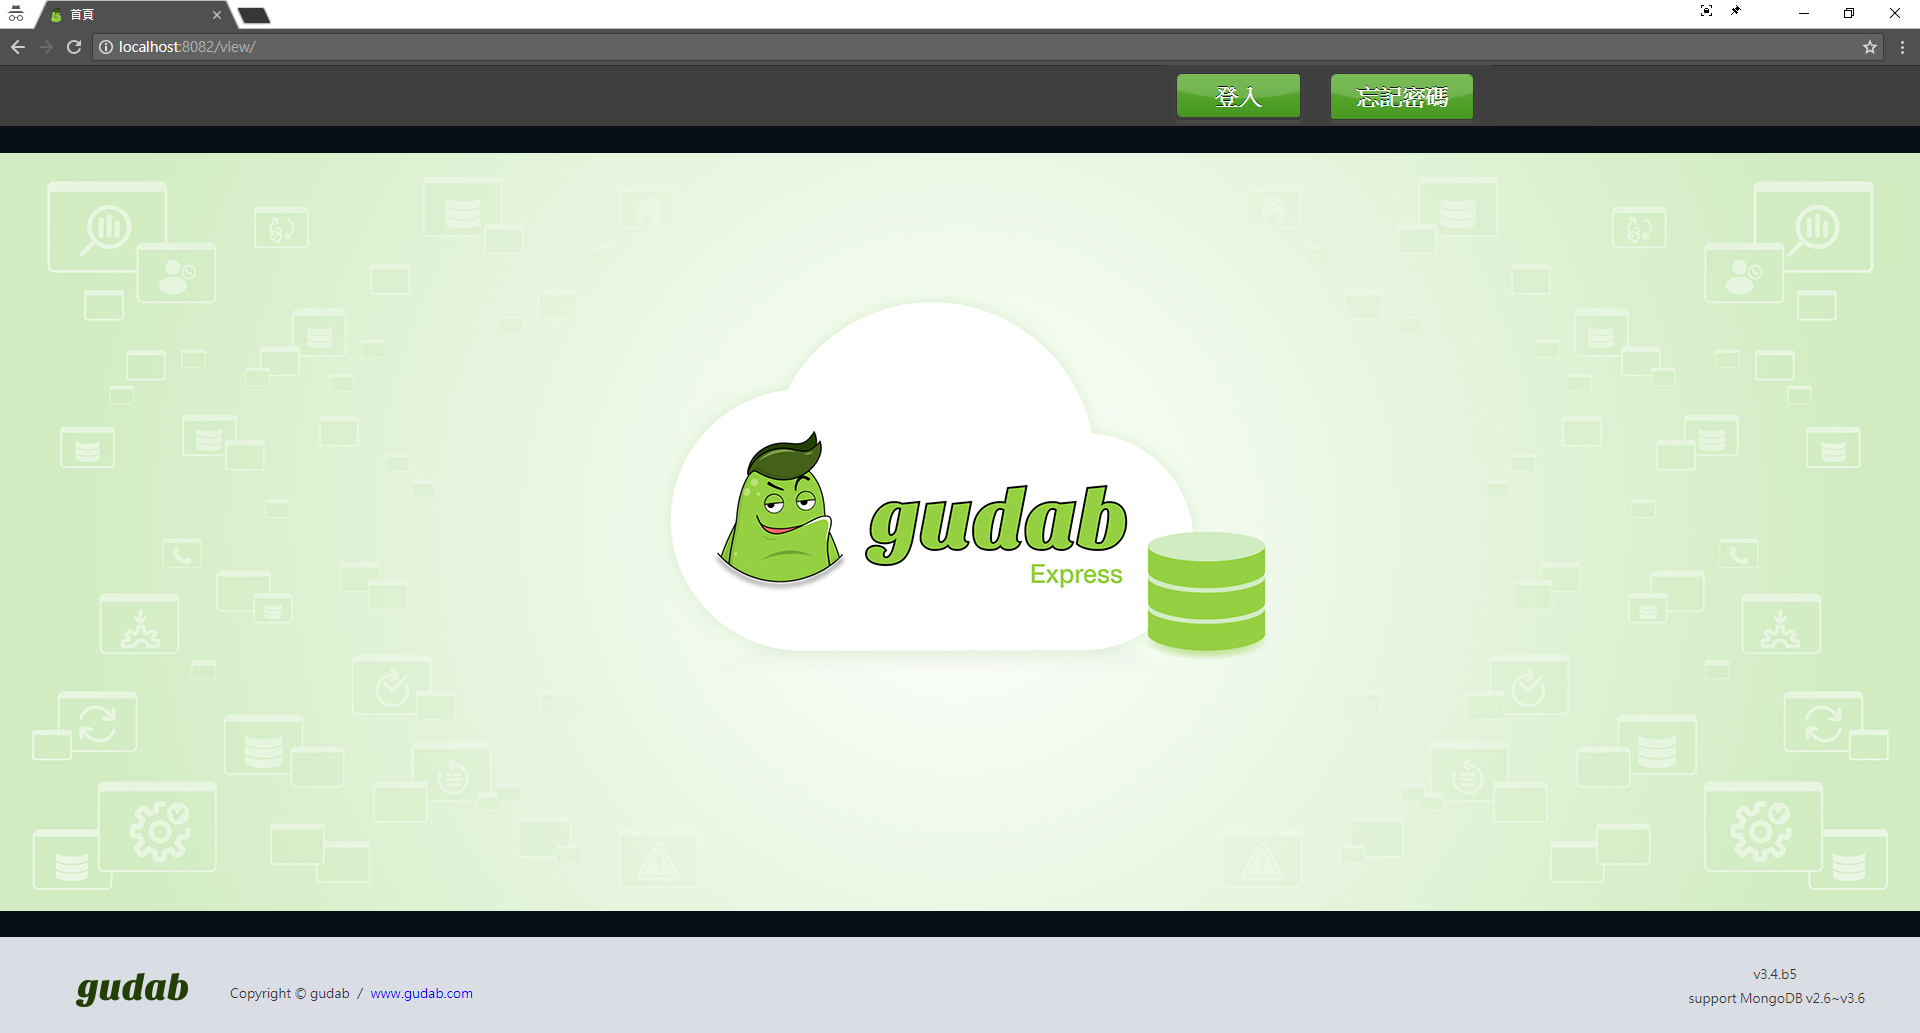 首頁
localhost:8082/view/
登入 忘記密碼
gudab
Express
gudab
Copyright © gudab / www.gudab.com
v3.4.b5
support MongoDB v2.6~v3.6